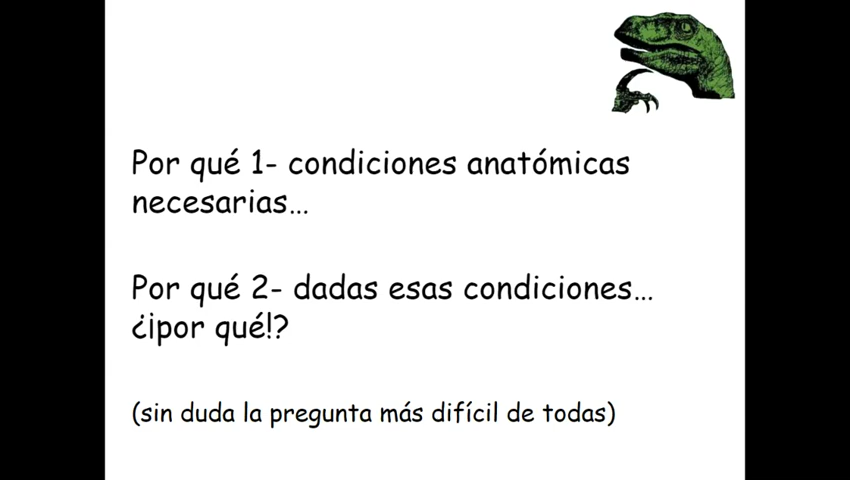 Por qué 1- condiciones anatómicas
necesarias...
Por qué 2- dadas esas condiciones...
¿¡por qué!?
(sin duda la pregunta más difícil de todas)